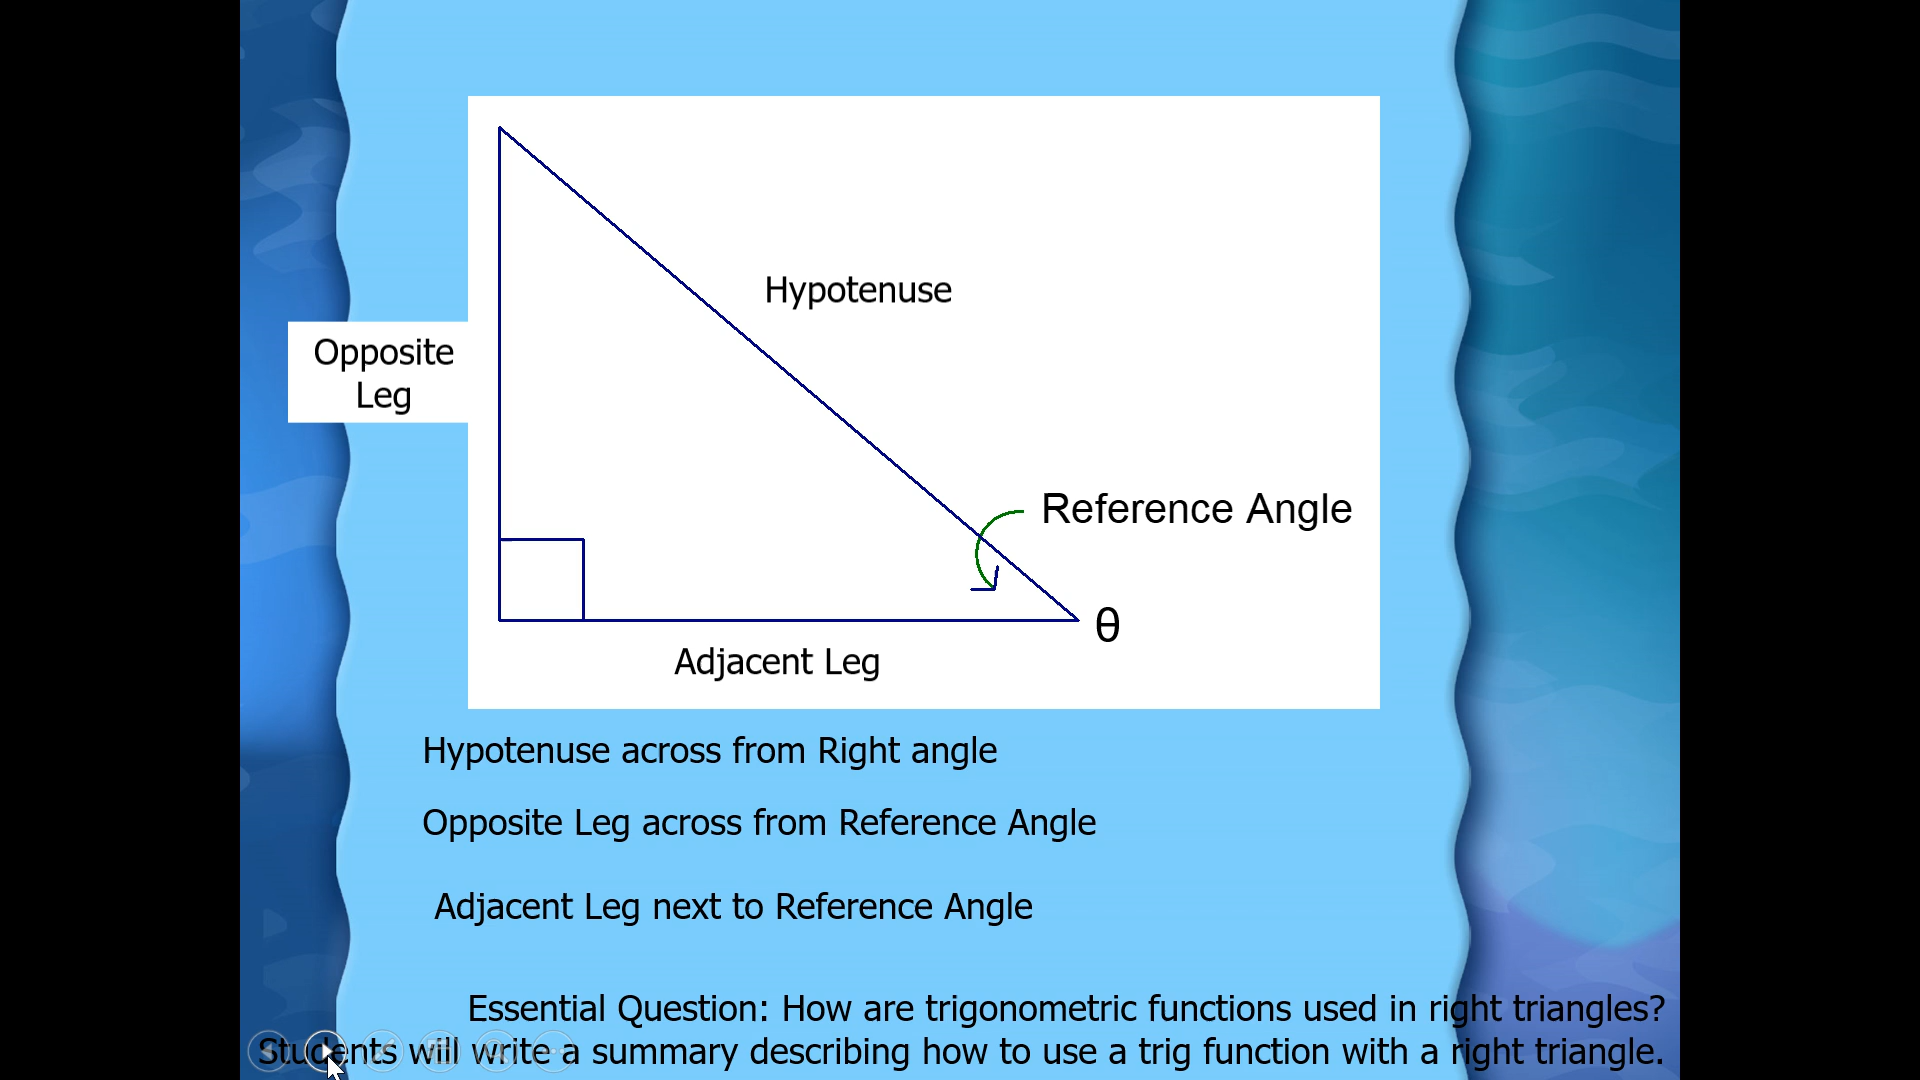 Hypotenuse
Opposite
Leg
Reference Angle
θ
Adjacent Leg
Hypotenuse across from Right angle
Opposite Leg across from Reference Angle
Adjacent Leg next to Reference Angle
Essential Question: How are trigonometric functions used in right triangles?
Students will write a summary describing how to use a trig function with a right triangle.